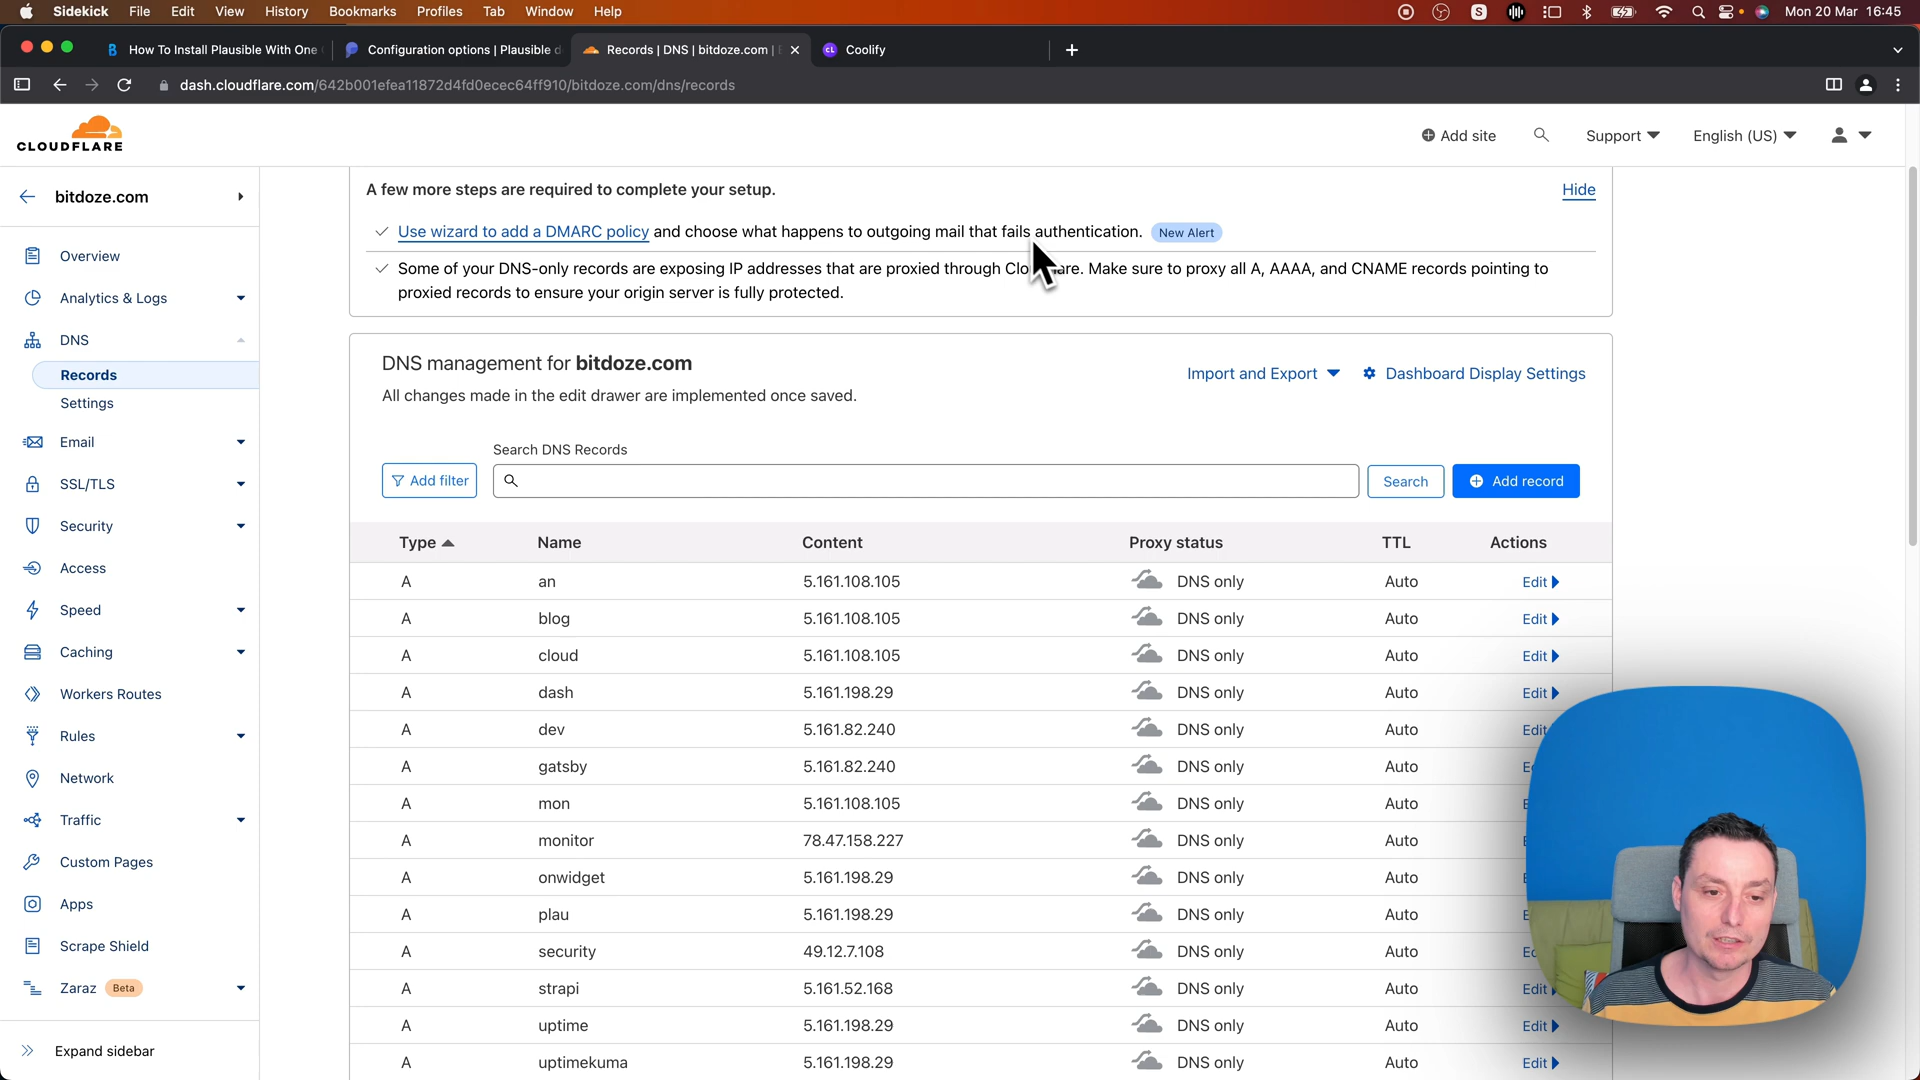 Sidekick File Edit View History Bookmarks Profiles Tab Window Help Mon 20 Mar 16:45
How To Install Plausible With One Configuration options | Plausible d Records | DNS | bitdoze.com | Coolify
dash.cloudflare.com/642b001efea11872d4fd0ecec64ff910/bitdoze.com/dns/records
CLOUDFLARE
Add site Support English (US)
bitdoze.com
Overview
Analytics & Logs
DNS
Records
Settings
Email
SSL/TLS
Security
Access
Speed
Caching
Workers Routes
Rules
Network
Traffic
Custom Pages
Apps
Scrape Shield
Zaraz Beta
Expand sidebar
A few more steps are required to complete your setup. Hide
Use wizard to add a DMARC policy and choose what happens to outgoing mail that fails authentication. New Alert
Some of your DNS-only records are exposing IP addresses that are proxied through Make sure to proxy all A, AAAA, and CNAME records pointing to
proxied records to ensure your origin server is fully protected.
DNS management for bitdoze.com
All changes made in the edit drawer are implemented once saved.
Import and Export Dashboard Display Settings
Search DNS Records
Add filter Search Add record
Type Name Content Proxy status TTL Actions
A an 5.161.108.105 DNS only Auto Edit
A blog 5.161.108.105 DNS only Auto Edit
A cloud 5.161.108.105 DNS only Auto Edit
A dash 5.161.198.29 DNS only Auto Edit
A dev 5.161.82.240 DNS only Auto Edit
A gatsby 5.161.82.240 DNS only Auto
A mon 5.161.108.105 DNS only Auto
A monitor 78.47.158.227 DNS only Auto
A onwidget 5.161.198.29 DNS only Auto
A plau 5.161.198.29 DNS only Auto
A security 49.12.7.108 DNS only Auto
A strapi 5.161.52.168 DNS only Auto Edit
A uptime 5.161.198.29 DNS only Auto Edit
A uptimekuma 5.161.198.29 DNS only Auto Edit